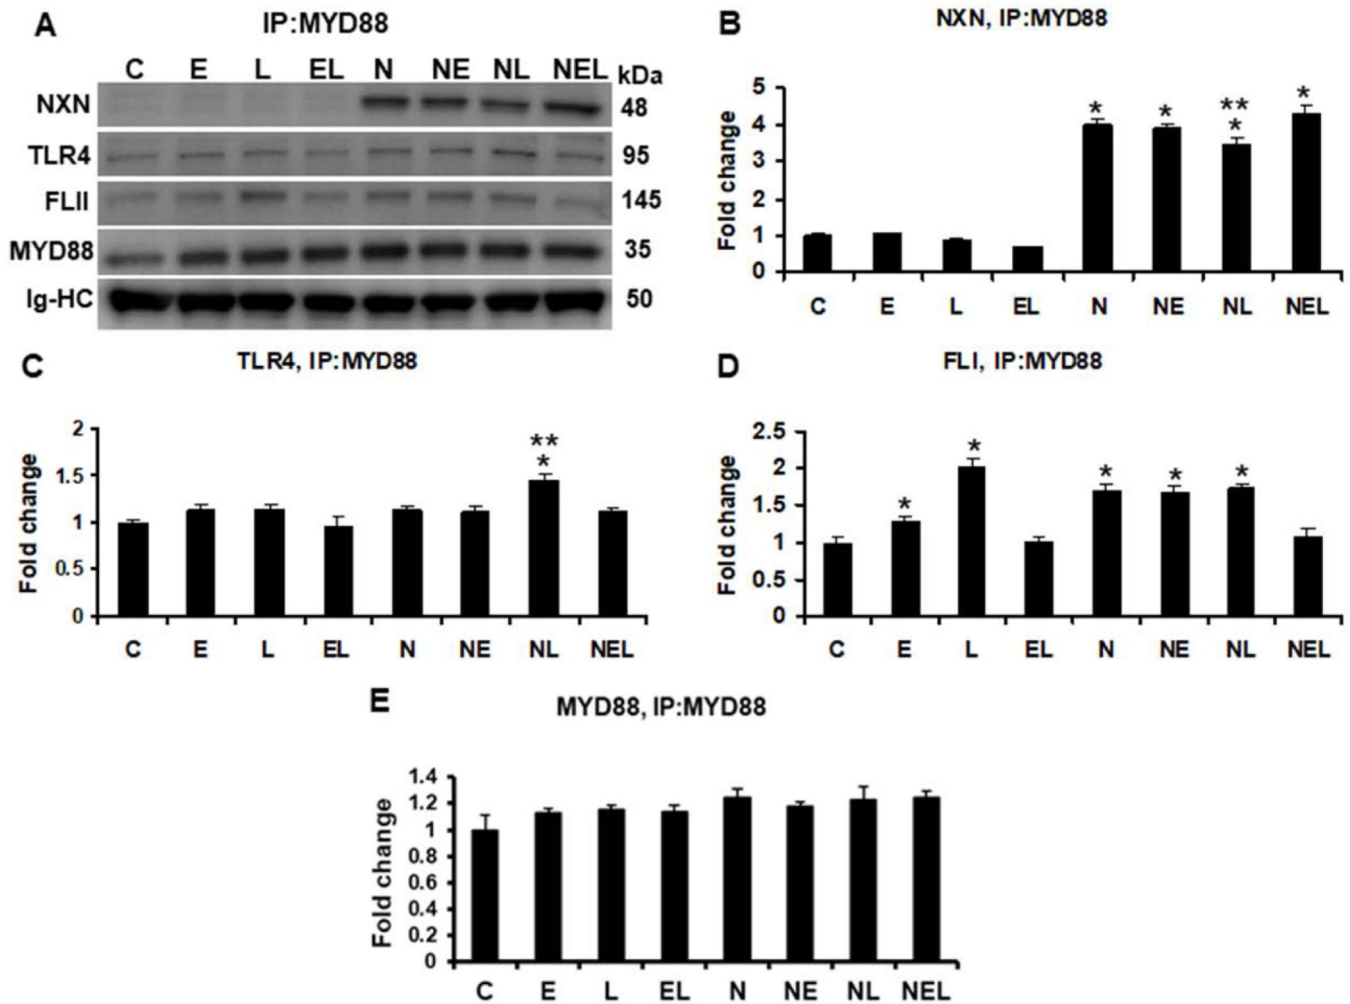 A
IP:MYD88
C E L EL N NE NL NEL kDa
NXN 48
TLR4 95
FLII 145
MYD88 35
Ig-HC 50
B
NXN, IP:MYD88
Fold change
5
4
3
2
1
0
* * ** * *
C E L EL N NE NL NEL
C
TLR4, IP:MYD88
Fold change
2
1.5
1
0.5
0
**
*
C E L EL N NE NL NEL
D
FLI, IP:MYD88
Fold change
2.5
2
1.5
1
0.5
0
* * * * *
C E L EL N NE NL NEL
E
MYD88, IP:MYD88
Fold change
1.4
1.2
1
0.8
0.6
0.4
0.2
0
C E L EL N NE NL NEL